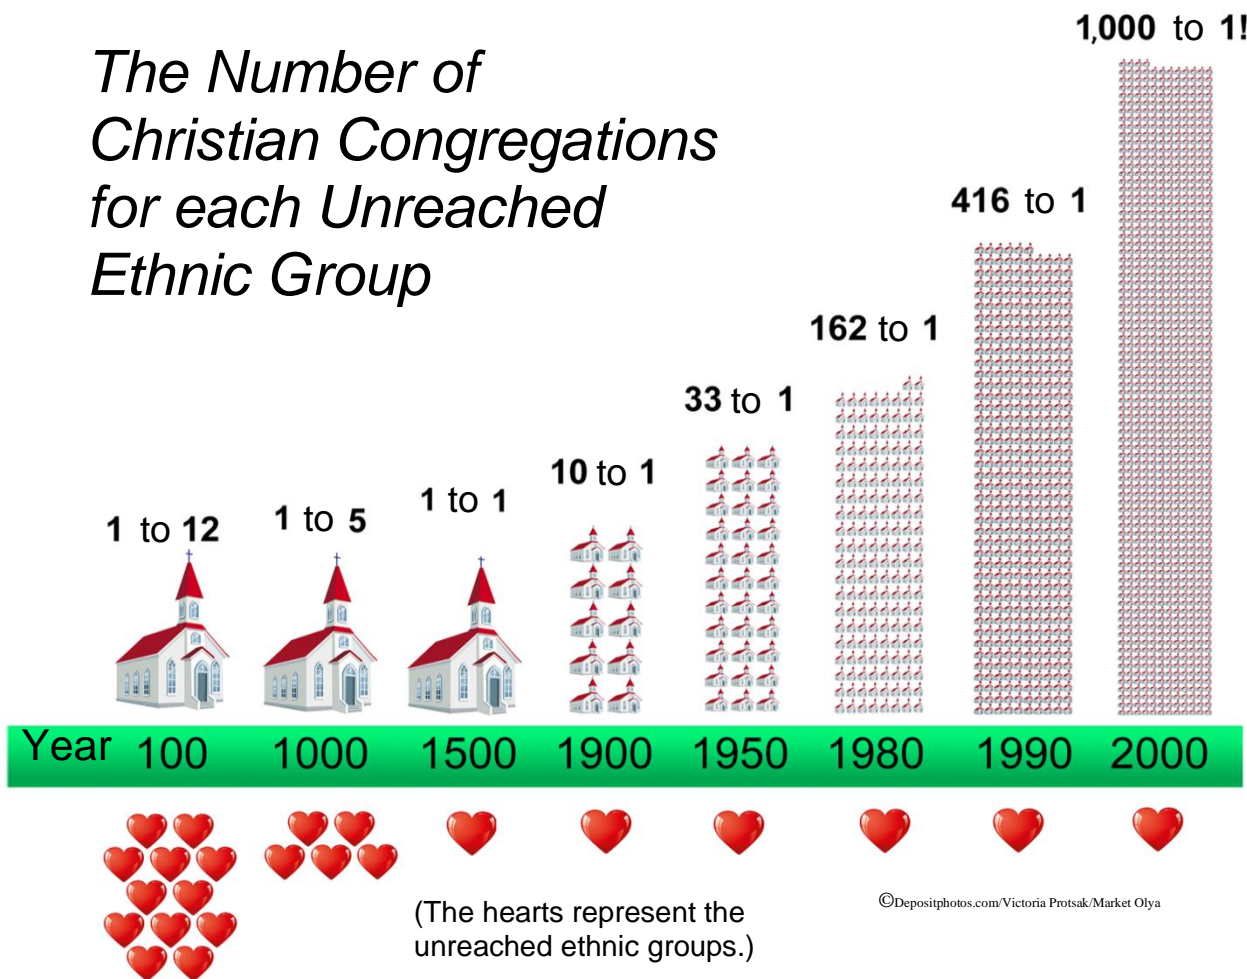 The Number of
Christian Congregations
for each Unreached
Ethnic Group
1 to 12
1 to 5
1 to 1
10 to 1
33 to 1
162 to 1
416 to 1
1,000 to 1!
Year 100 1000 1500 1900 1950 1980 1990 2000
(The hearts represent the
unreached ethnic groups.)
©Depositphotos.com/Victoria Protsak/Market Olya